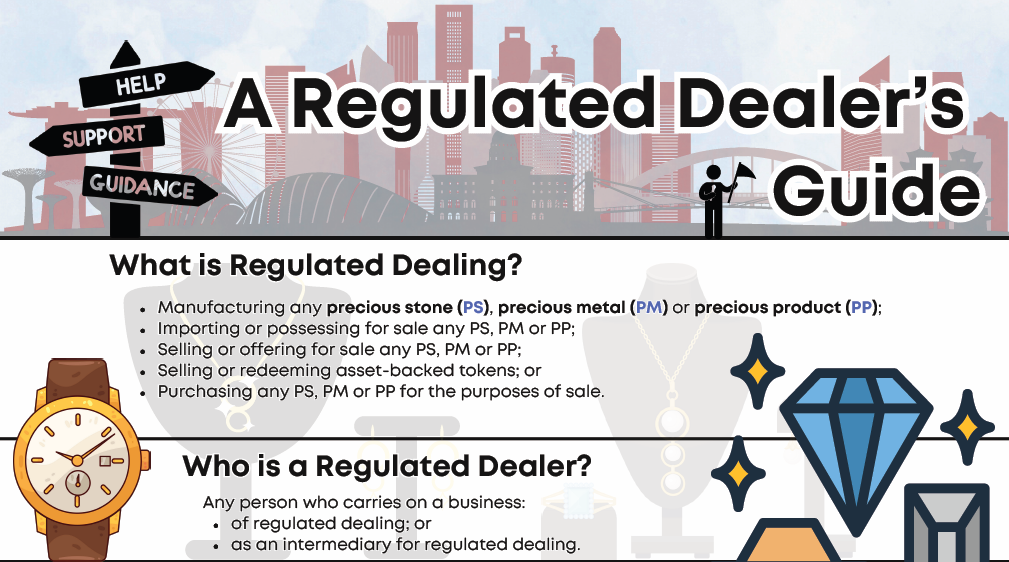 HELP
SUPPORT
GUIDANCE
A Regulated Dealer’s
Guide
What is Regulated Dealing?
• Manufacturing any precious stone (PS), precious metal (PM) or precious product (PP);
• Importing or possessing for sale any PS, PM or PP;
• Selling or offering for sale any PS, PM or PP;
• Selling or redeeming asset-backed tokens; or
• Purchasing any PS, PM or PP for the purposes of sale.
Who is a Regulated Dealer?
Any person who carries on a business:
• of regulated dealing; or
• as an intermediary for regulated dealing.